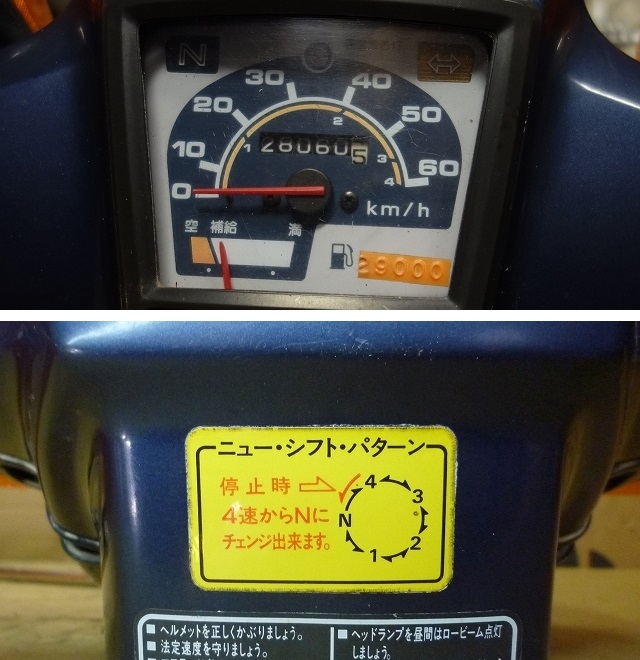 N
0
10
20
30
40
50
60
1
2
3
4
28060 5
km/h
空 補給 満
29000
ニュー・シフト・パターン
停止時
4速からNに
チェンジ出来ます。
N
4
3
2
1
■ ヘルメットを正しくかぶりましょう。
■ 法定速度を守りましょう。
■ ヘッドランプを昼間はロービーム点灯
しましょう。